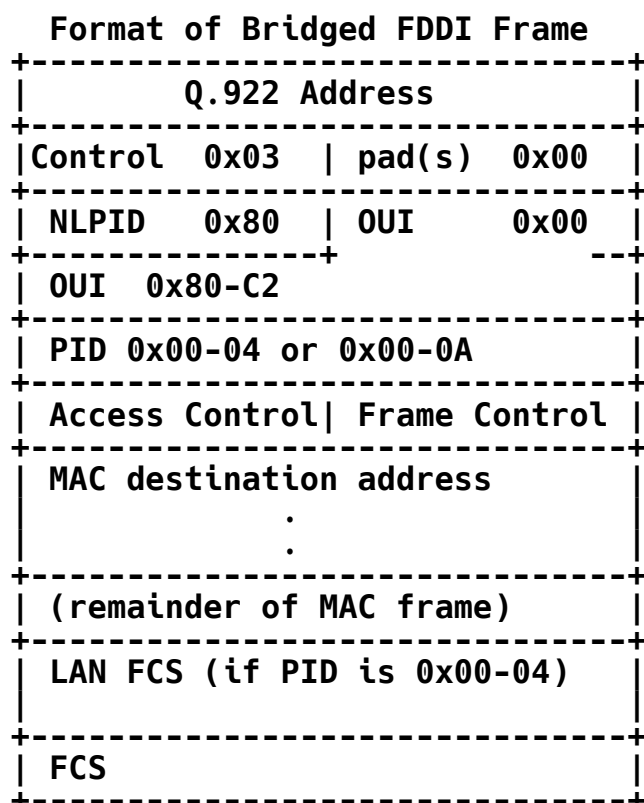 Format of Bridged FDDI Frame
+-------------------------------+
| Q.922 Address |
+-------------------------------+
|Control 0x03 | pad(s) 0x00 |
+-------------------------------+
| NLPID 0x80 | OUI 0x00 |
+---------------+ --+
| OUI 0x80-C2 |
+-------------------------------+
| PID 0x00-04 or 0x00-0A |
+-------------------------------+
| Access Control| Frame Control |
+-------------------------------+
| MAC destination address |
| . |
| . |
+-------------------------------+
| (remainder of MAC frame) |
+-------------------------------+
| LAN FCS (if PID is 0x00-04) |
| |
+-------------------------------+
| FCS |
+-------------------------------+